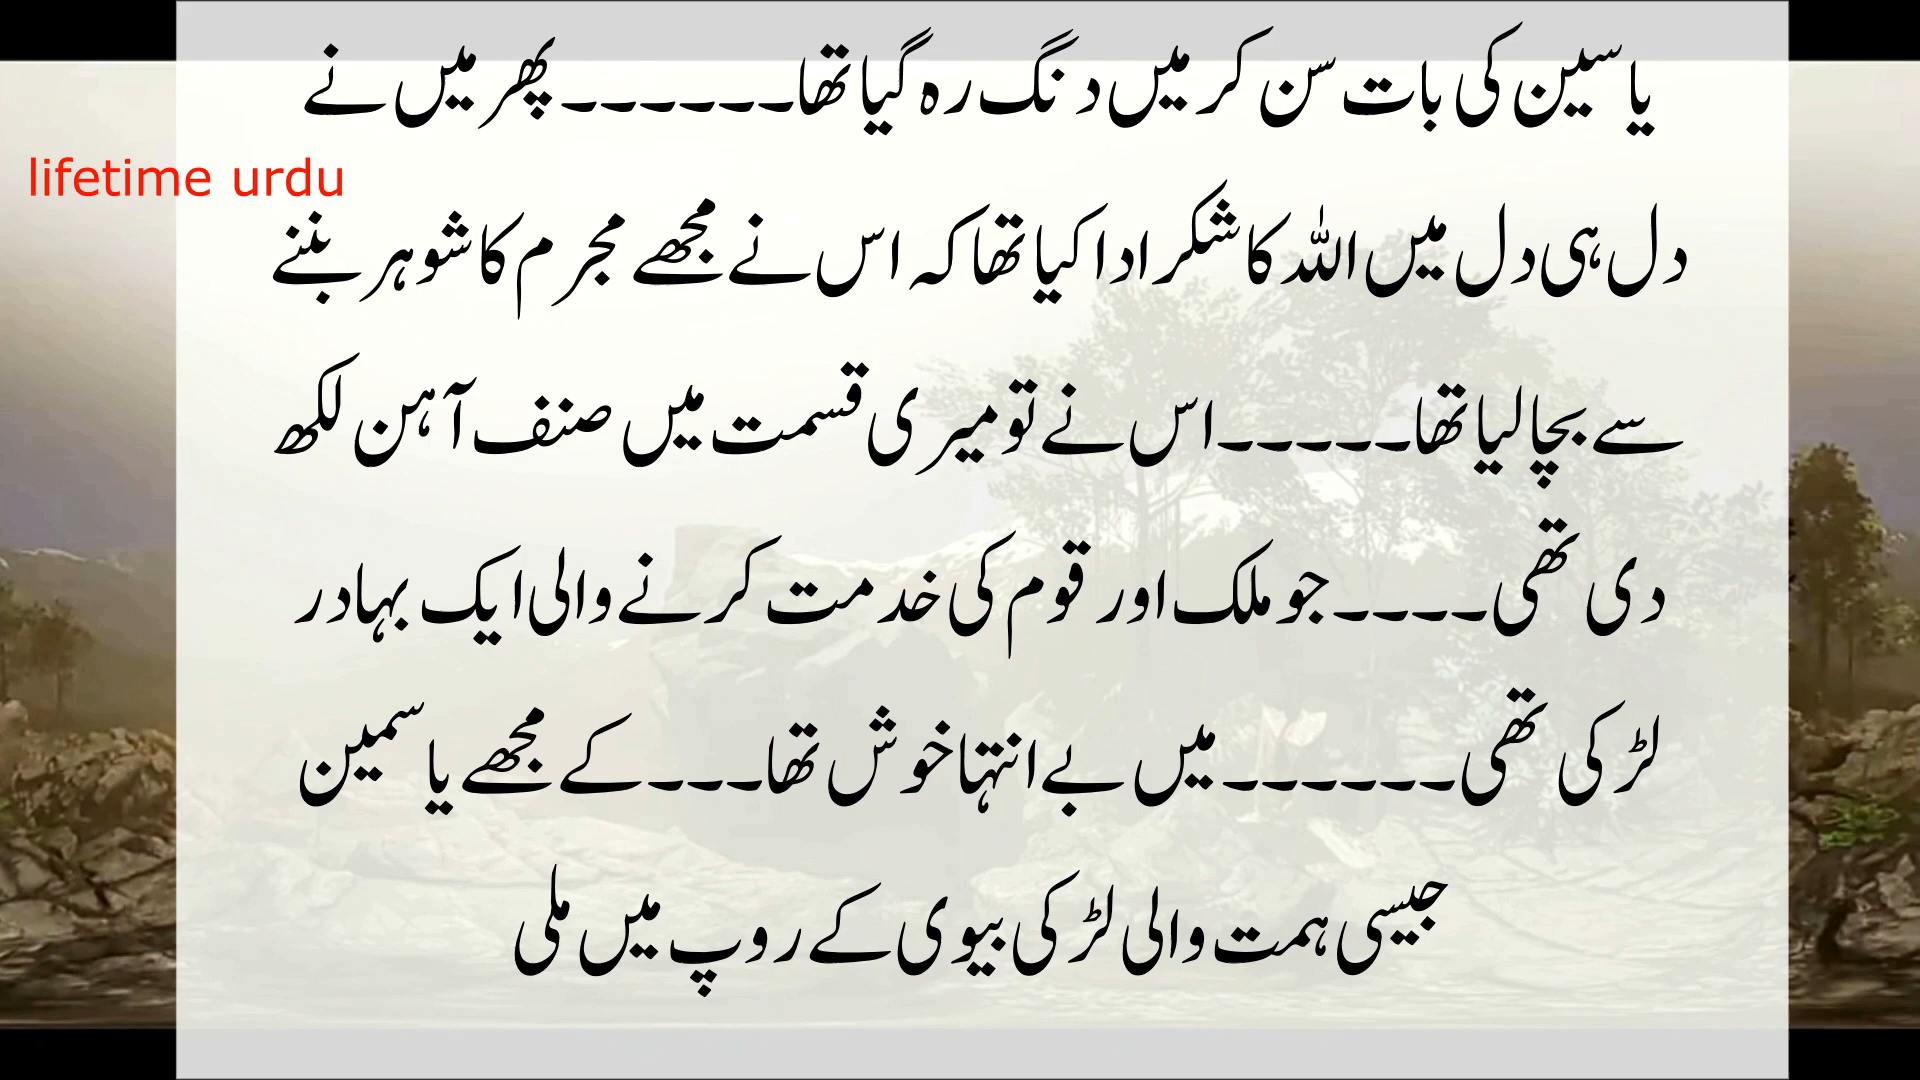 یاسین کی بات سن کر میں دنگ رہ گیا تھا۔۔۔۔۔۔ پھر میں نے
lifetime urdu
دل ہی دل میں اللہ کا شکر ادا کیا تھا کہ اس نے مجھے مجرم کا شوہر بننے
سے بچا لیا تھا۔۔۔۔۔اس نے تو میری قسمت میں صنف آہن لکھ
دی تھی۔۔۔۔جو ملک اور قوم کی خدمت کرنے والی ایک بہادر
لڑکی تھی۔۔۔۔۔۔میں بے انتہا خوش تھا۔۔۔کے مجھے یاسمین
جیسی ہمت والی لڑکی بیوی کے روپ میں ملی